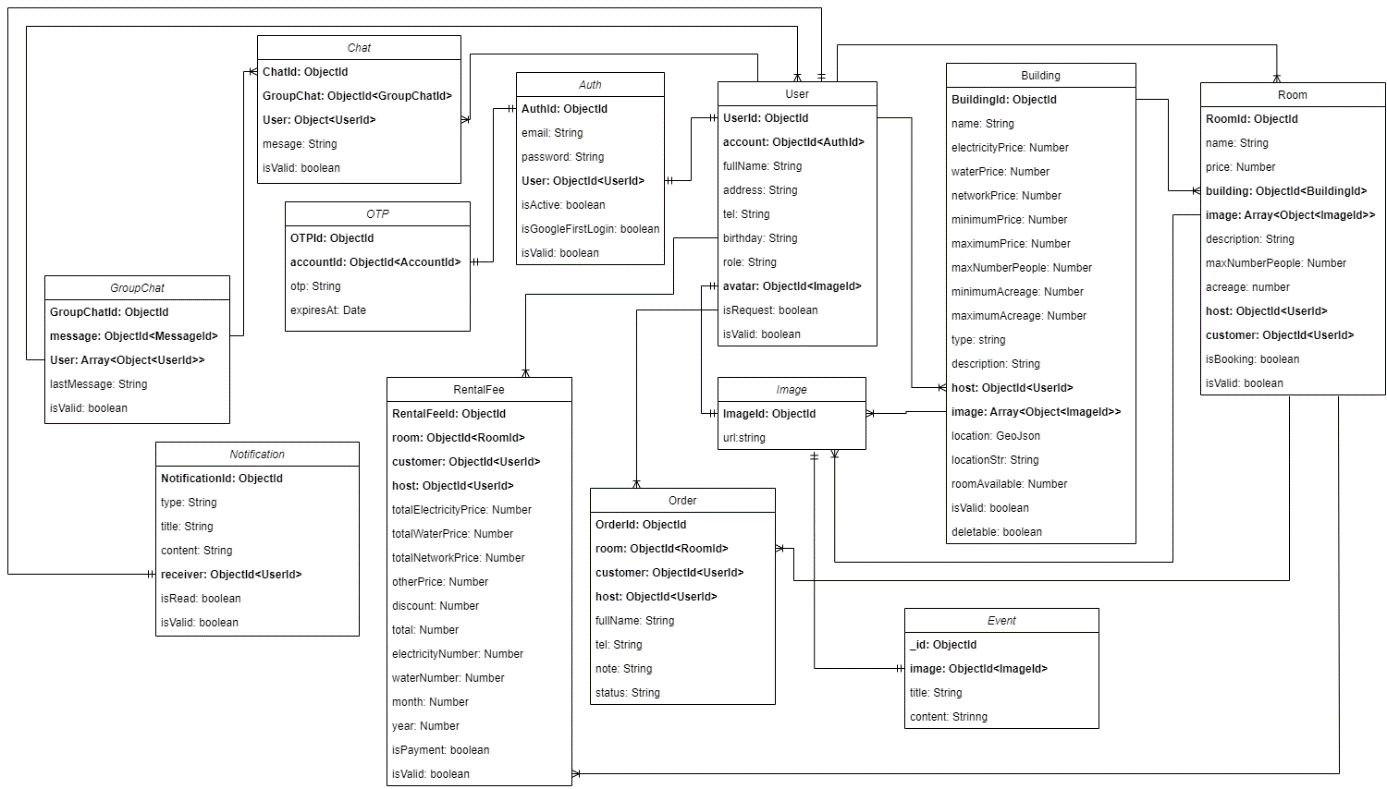 Chat
ChatId: ObjectId
GroupChat: ObjectId<GroupChatId>
User: Object<UserId>
mesage: String
isValid: boolean
Auth
AuthId: ObjectId
email: String
password: String
User: ObjectId<UserId>
isActive: boolean
isGoogleFirstLogin: boolean
isValid: boolean
User
UserId: ObjectId
account: ObjectId<AuthId>
fullName: String
address: String
tel: String
birthday: String
role: String
avatar: ObjectId<ImageId>
isRequest: boolean
isValid: boolean
Building
BuildingId: ObjectId
name: String
electricityPrice: Number
waterPrice: Number
networkPrice: Number
minimumPrice: Number
maximumPrice: Number
maxNumberPeople: Number
minimumAcreage: Number
maximumAcreage: Number
type: string
description: String
host: ObjectId<UserId>
image: Array<Object<ImageId>>
location: GeoJson
locationStr: String
roomAvailable: Number
isValid: boolean
deletable: boolean
Room
RoomId: ObjectId
name: String
price: Number
building: ObjectId<BuildingId>
image: Array<Object<ImageId>>
description: String
maxNumberPeople: Number
acreage: number
host: ObjectId<UserId>
customer: ObjectId<UserId>
isBooking: boolean
isValid: boolean
OTP
OTPId: ObjectId
accountId: ObjectId<AccountId>
otp: String
expiresAt: Date
GroupChat
GroupChatId: ObjectId
message: ObjectId<MessageId>
User: Array<Object<UserId>>
lastMessage: String
isValid: boolean
Notification
NotificationId: ObjectId
type: String
title: String
content: String
receiver: ObjectId<UserId>
isRead: boolean
isValid: boolean
RentalFee
RentalFeeId: ObjectId
room: ObjectId<RoomId>
customer: ObjectId<UserId>
host: ObjectId<UserId>
totalElectricityPrice: Number
totalWaterPrice: Number
totalNetworkPrice: Number
otherPrice: Number
discount: Number
total: Number
electricityNumber: Number
waterNumber: Number
month: Number
year: Number
isPayment: boolean
isValid: boolean
Image
ImageId: ObjectId
url:string
Order
OrderId: ObjectId
room: ObjectId<RoomId>
customer: ObjectId<UserId>
host: ObjectId<UserId>
fullName: String
tel: String
note: String
status: String
Event
_id: ObjectId
image: ObjectId<ImageId>
title: String
content: Strinng